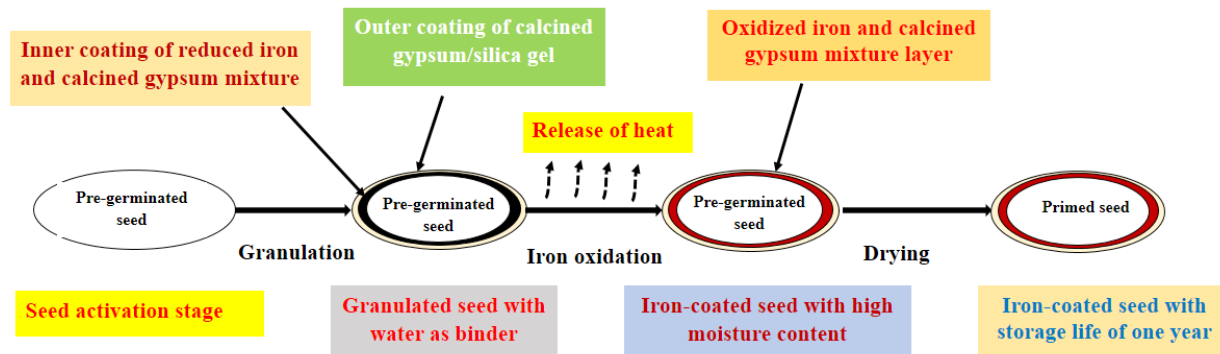 Inner coating of reduced iron
and calcined gypsum mixture
Outer coating of calcined
gypsum/silica gel
Oxidized iron and calcined
gypsum mixture layer
Release of heat
Pre-germinated
seed
Pre-germinated
seed
Pre-germinated
seed
Primed seed
Granulation
Iron oxidation
Drying
Seed activation stage
Granulated seed with
water as binder
Iron-coated seed with high
moisture content
Iron-coated seed with
storage life of one year